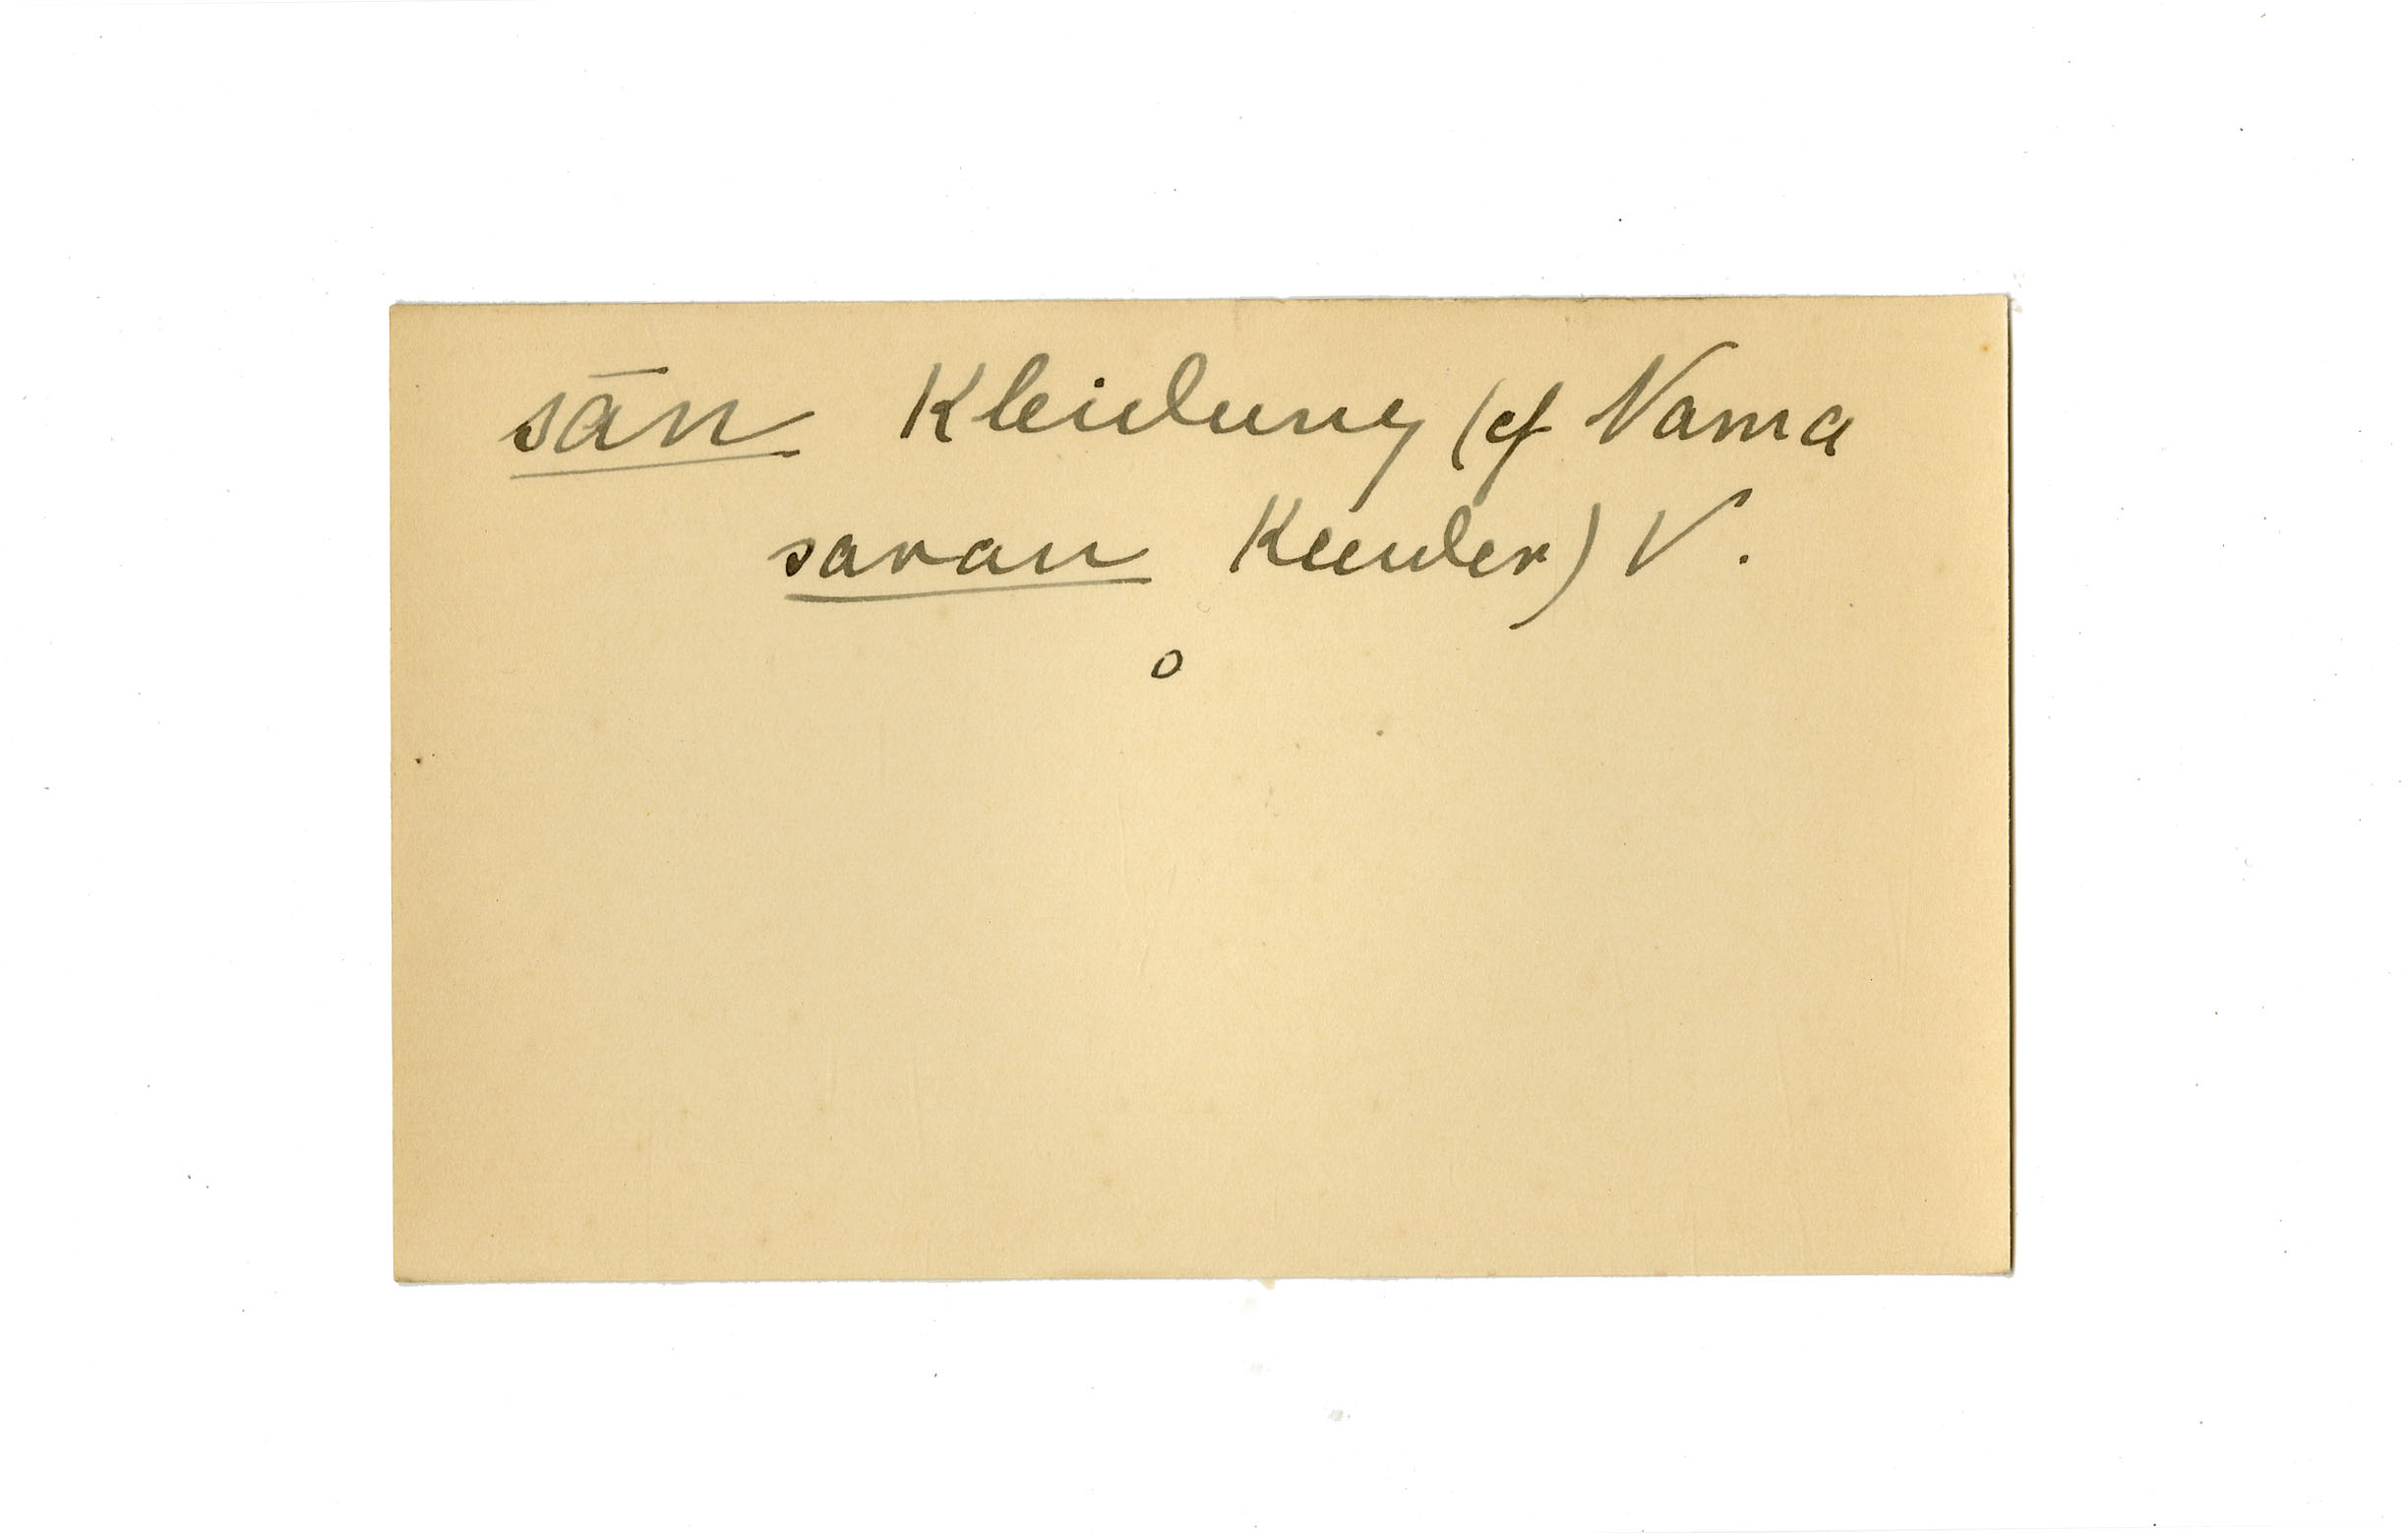 sān Kleidung (cf Nama
saran Kleider) V.
o